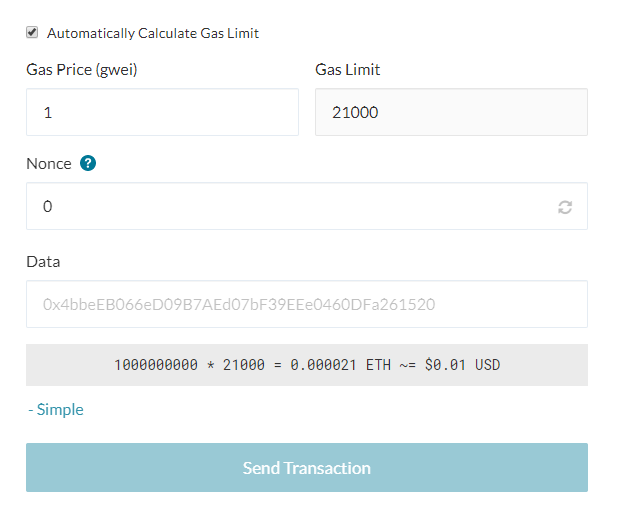 Automatically Calculate Gas Limit
Gas Price (gwei) Gas Limit
1 21000
Nonce ?
0
Data
0x4bbeEB066eD09B7AEd07bF39EEe0460DFa261520
1000000000 * 21000 = 0.000021 ETH ~= $0.01 USD
- Simple
Send Transaction